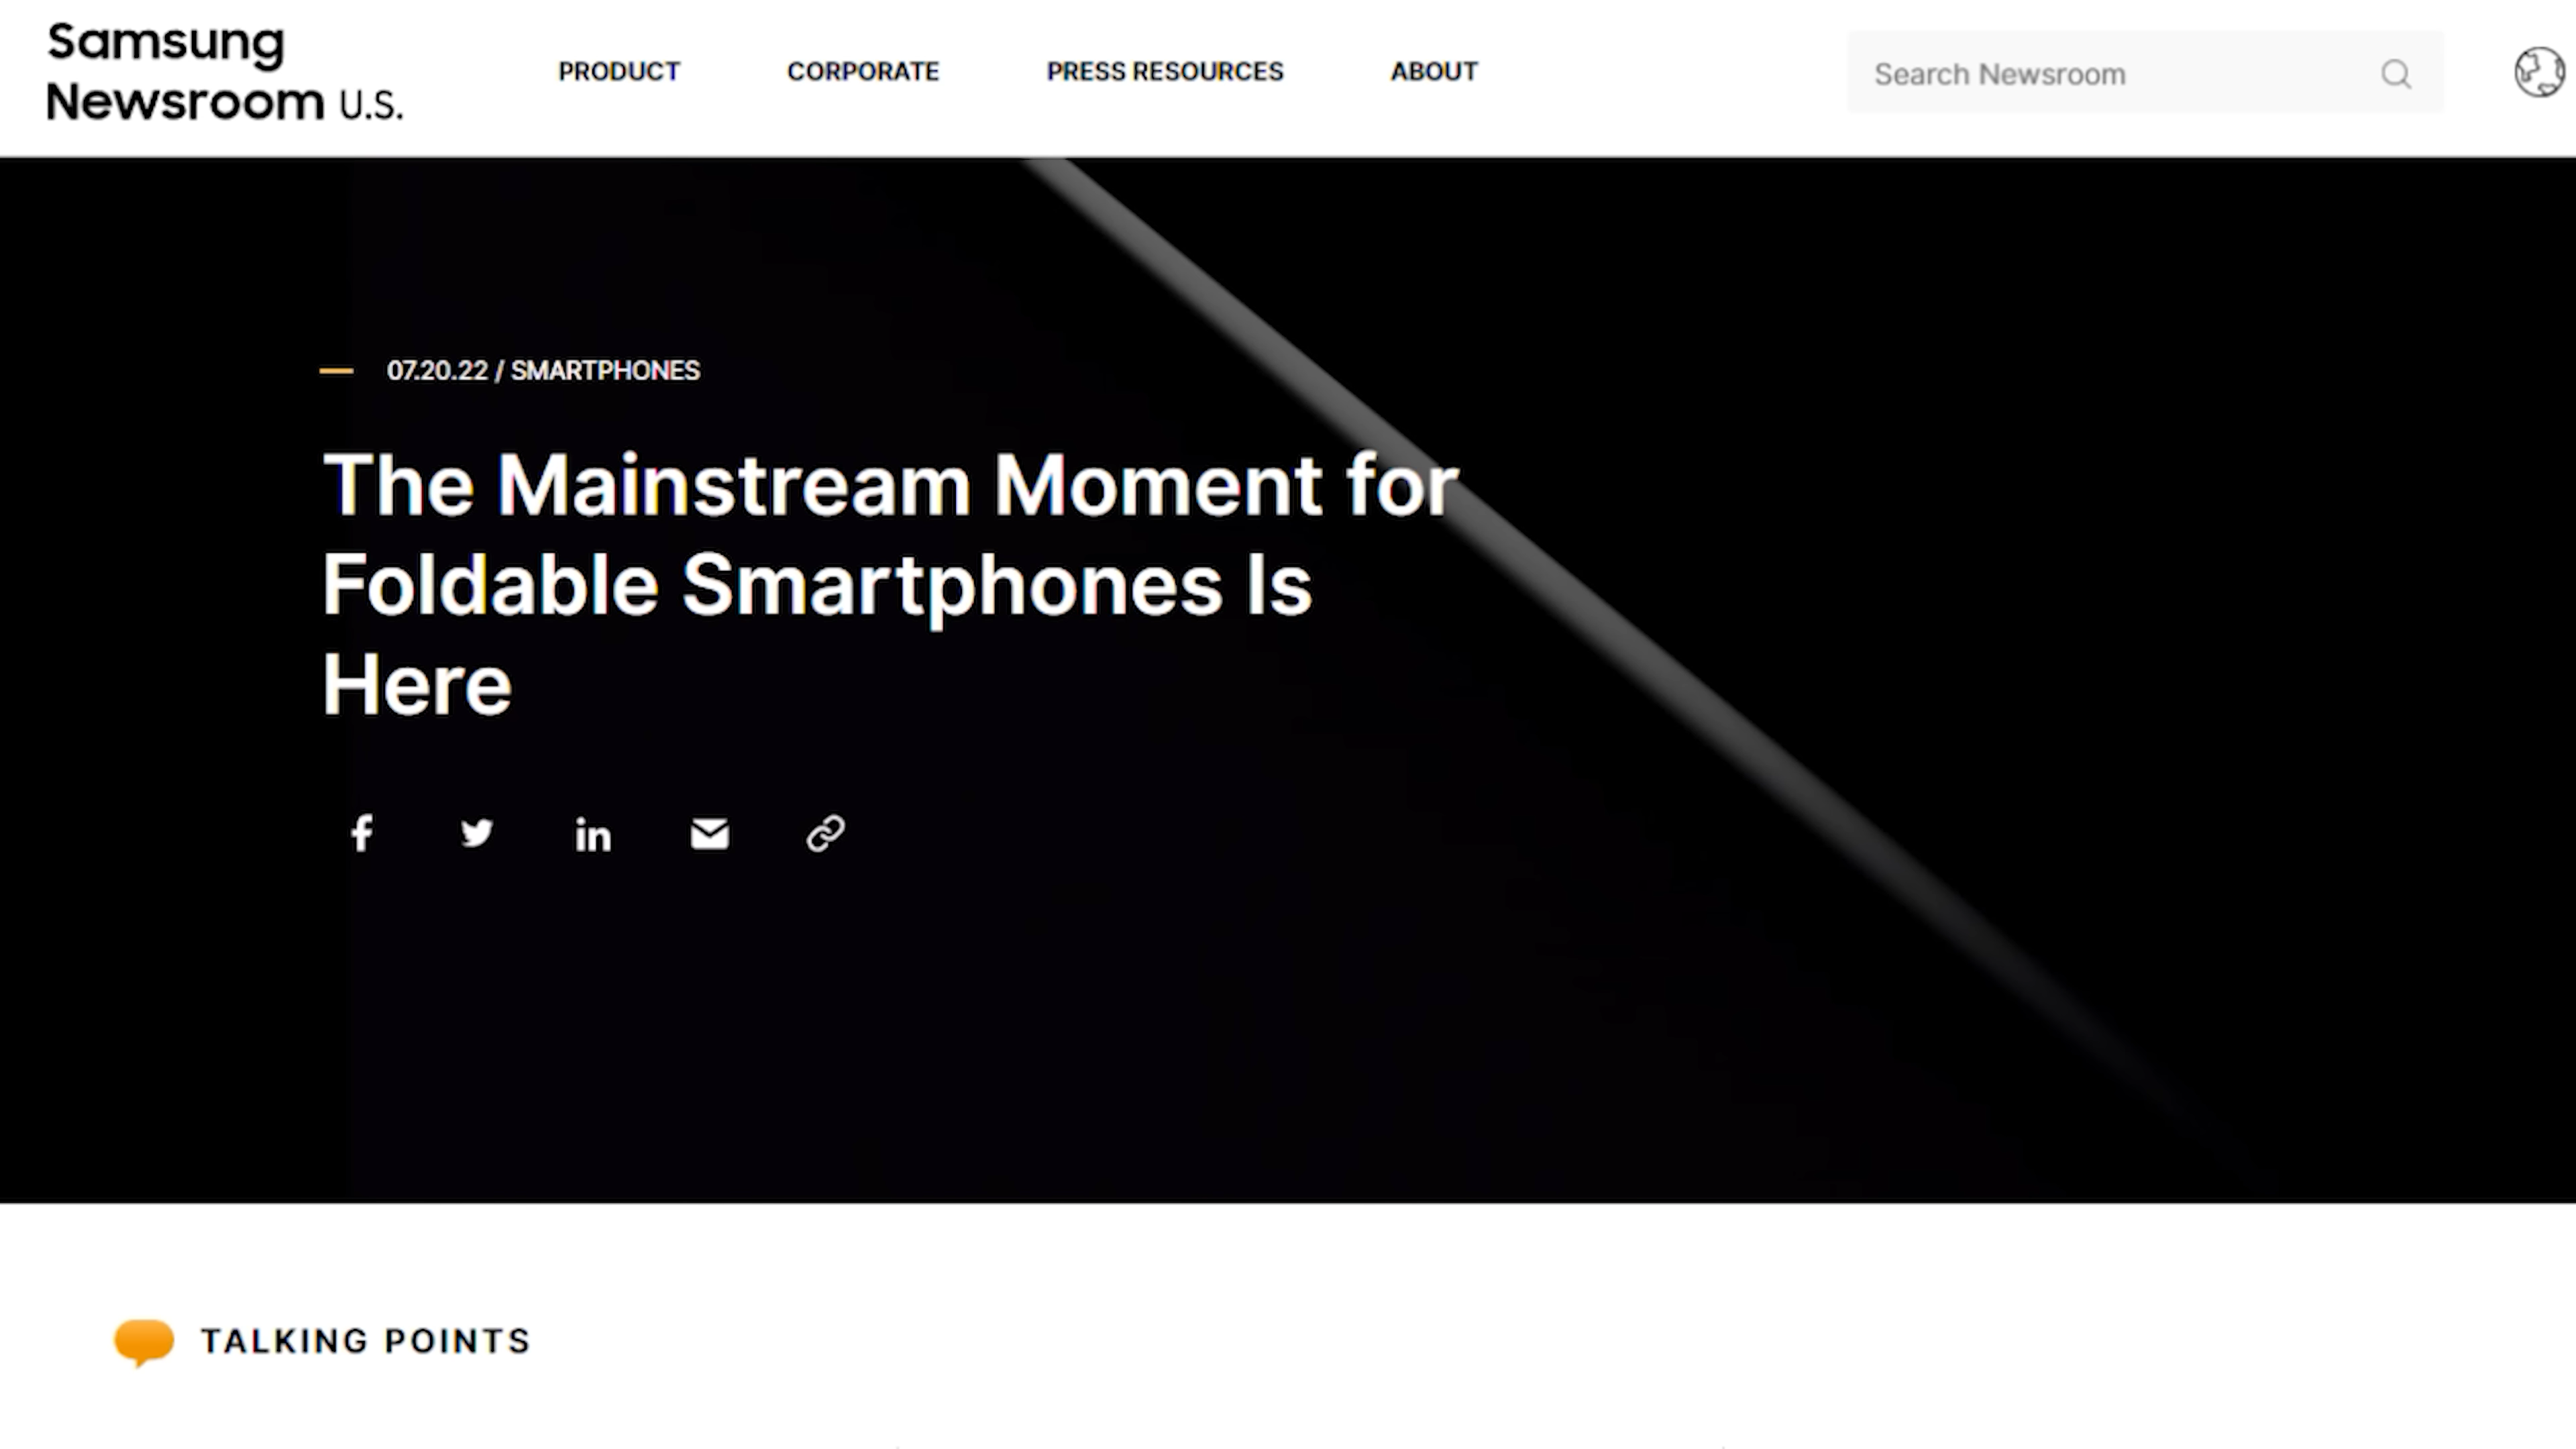 Samsung
Newsroom U.S.
PRODUCT
CORPORATE
PRESS RESOURCES
ABOUT
Search Newsroom
07.20.22 / SMARTPHONES
The Mainstream Moment for
Foldable Smartphones Is
Here
TALKING POINTS